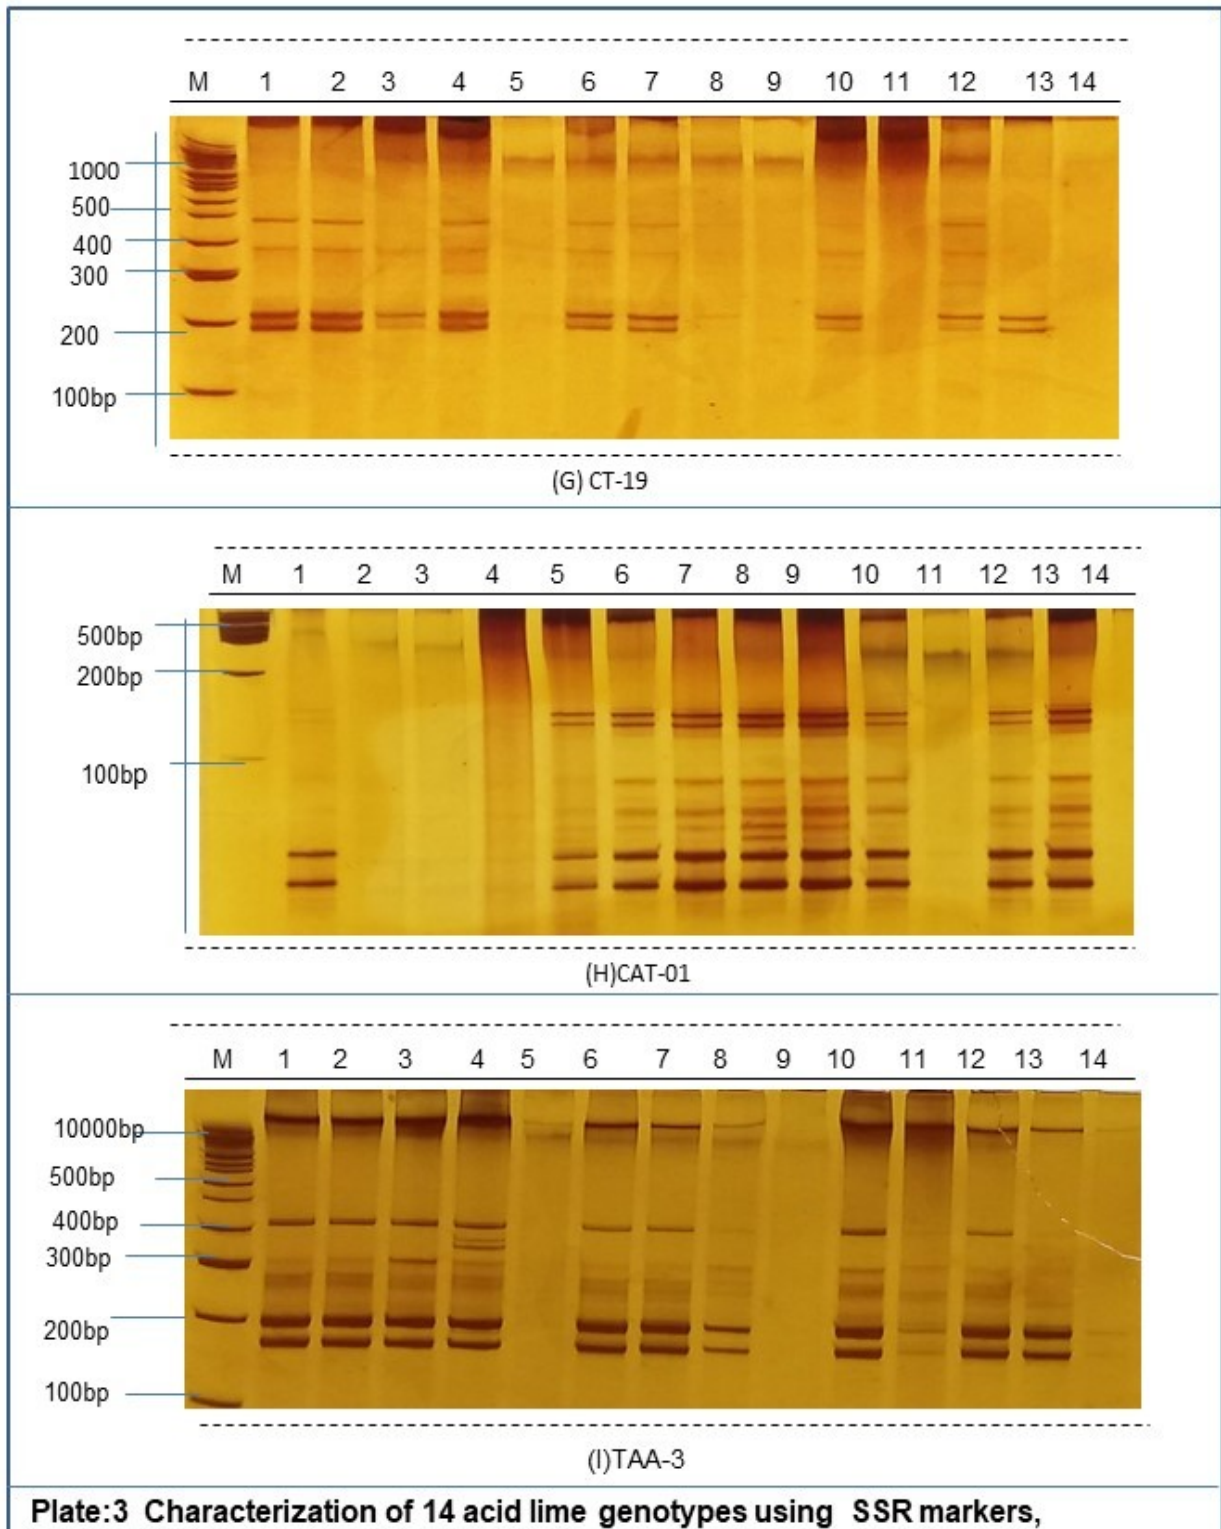 M 1 2 3 4 5 6 7 8 9 10 11 12 13 14
1000
500
400
300
200
100bp
(G) CT-19
M 1 2 3 4 5 6 7 8 9 10 11 12 13 14
500bp
200bp
100bp
(H)CAT-01
M 1 2 3 4 5 6 7 8 9 10 11 12 13 14
10000bp
500bp
400bp
300bp
200bp
100bp
(I)TAA-3
Plate:3 Characterization of 14 acid lime genotypes using SSR markers,